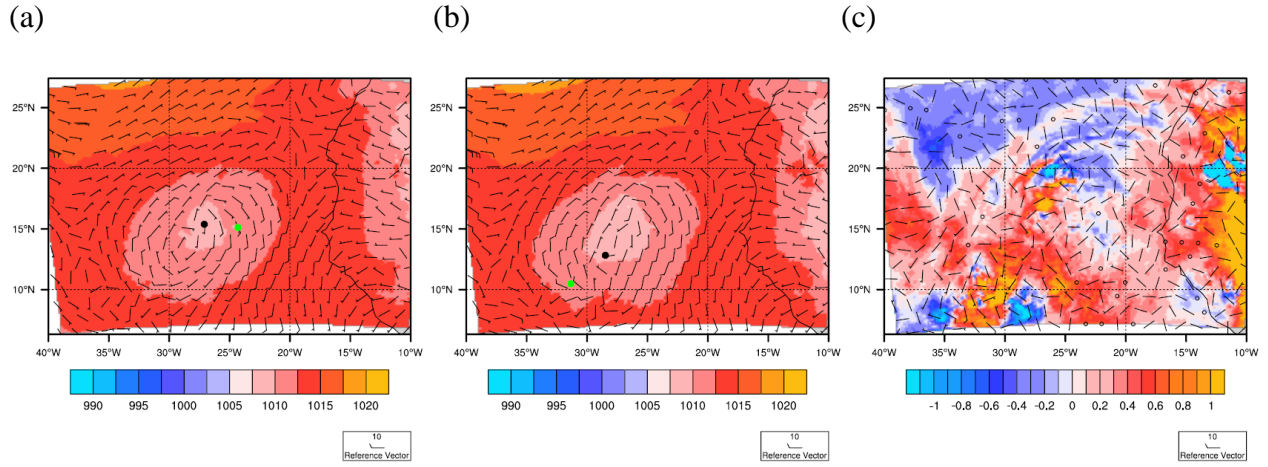 (a) (b) (c)
25°N 25°N 25°N
20°N 20°N 20°N
15°N 15°N 15°N
10°N 10°N 10°N
40°W 35°W 30°W 25°W 20°W 15°W 10°W 40°W 35°W 30°W 25°W 20°W 15°W 10°W 40°W 35°W 30°W 25°W 20°W 15°W 10°W
990 995 1000 1005 1010 1015 1020 990 995 1000 1005 1010 1015 1020 -1 -0.8 -0.6 -0.4 -0.2 0 0.2 0.4 0.6 0.8 1
10 10 10
Reference Vector Reference Vector Reference Vector